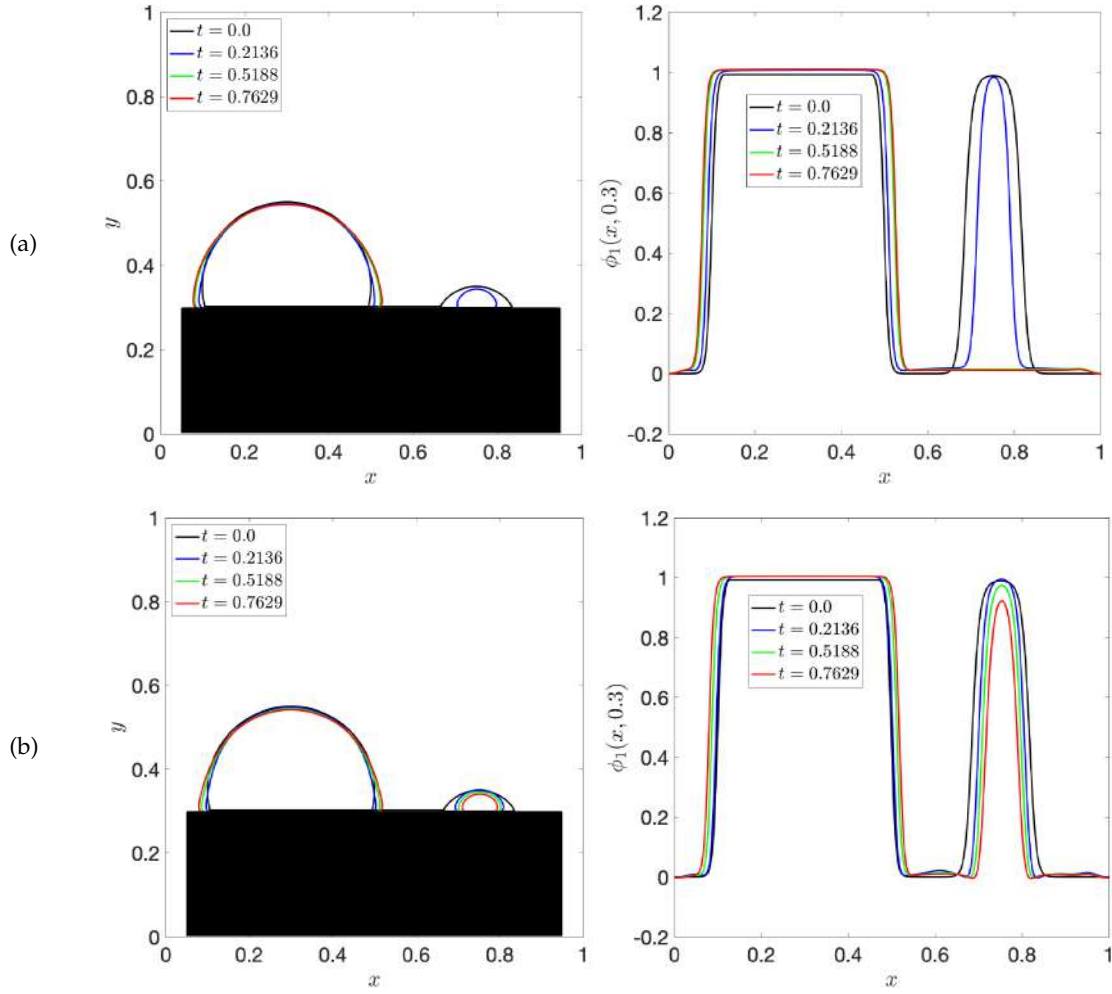 (a)
1
0.8
0.6
0.4
0.2
0
y
t = 0.0
t = 0.2136
t = 0.5188
t = 0.7629
0 0.2 0.4 0.6 0.8 1
x
1.2
1
0.8
0.6
0.4
0.2
0
-0.2
ϕ₁(x, 0.3)
t = 0.0
t = 0.2136
t = 0.5188
t = 0.7629
0 0.2 0.4 0.6 0.8 1
x
(b)
1
0.8
0.6
0.4
0.2
0
y
t = 0.0
t = 0.2136
t = 0.5188
t = 0.7629
0 0.2 0.4 0.6 0.8 1
x
1.2
1
0.8
0.6
0.4
0.2
0
-0.2
ϕ₁(x, 0.3)
t = 0.0
t = 0.2136
t = 0.5188
t = 0.7629
0 0.2 0.4 0.6 0.8 1
x